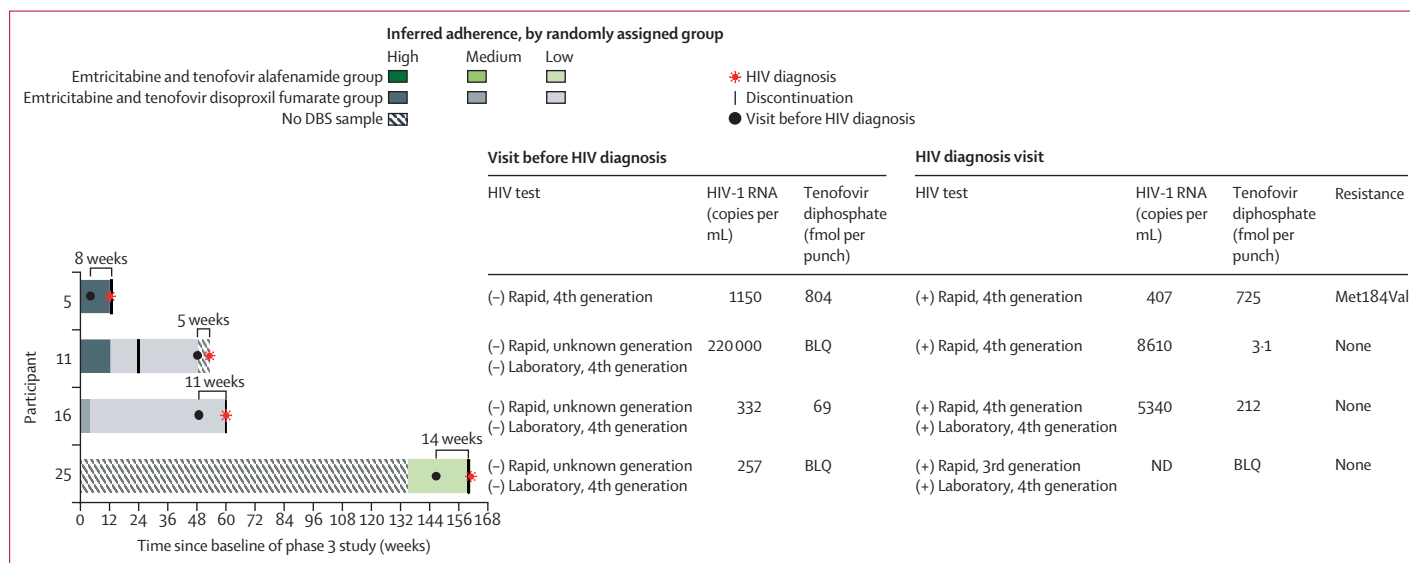 Inferred adherence, by randomly assigned group
High Medium Low
Emtricitabine and tenofovir alafenamide group
Emtricitabine and tenofovir disoproxil fumarate group
No DBS sample
HIV diagnosis
Discontinuation
Visit before HIV diagnosis
Visit before HIV diagnosis HIV diagnosis visit
HIV test HIV-1 RNA Tenofovir HIV test HIV-1 RNA Tenofovir Resistance
(copies per diphosphate (copies per diphosphate
mL) (fmol per mL) (fmol per
punch) punch)
8 weeks
5 (–) Rapid, 4th generation 1150 804 (+) Rapid, 4th generation 407 725 Met184Val
5 weeks
11 (–) Rapid, unknown generation 220 000 BLQ (+) Rapid, 4th generation 8610 3·1 None
(–) Laboratory, 4th generation
11 weeks
16 (–) Rapid, unknown generation 332 69 (+) Rapid, 4th generation 5340 212 None
(–) Laboratory, 4th generation (+) Laboratory, 4th generation
14 weeks
25 (–) Rapid, unknown generation 257 BLQ (+) Rapid, 3rd generation ND BLQ None
(–) Laboratory, 4th generation (+) Laboratory, 4th generation
Participant
0 12 24 36 48 60 72 84 96 108 120 132 144 156 168
Time since baseline of phase 3 study (weeks)